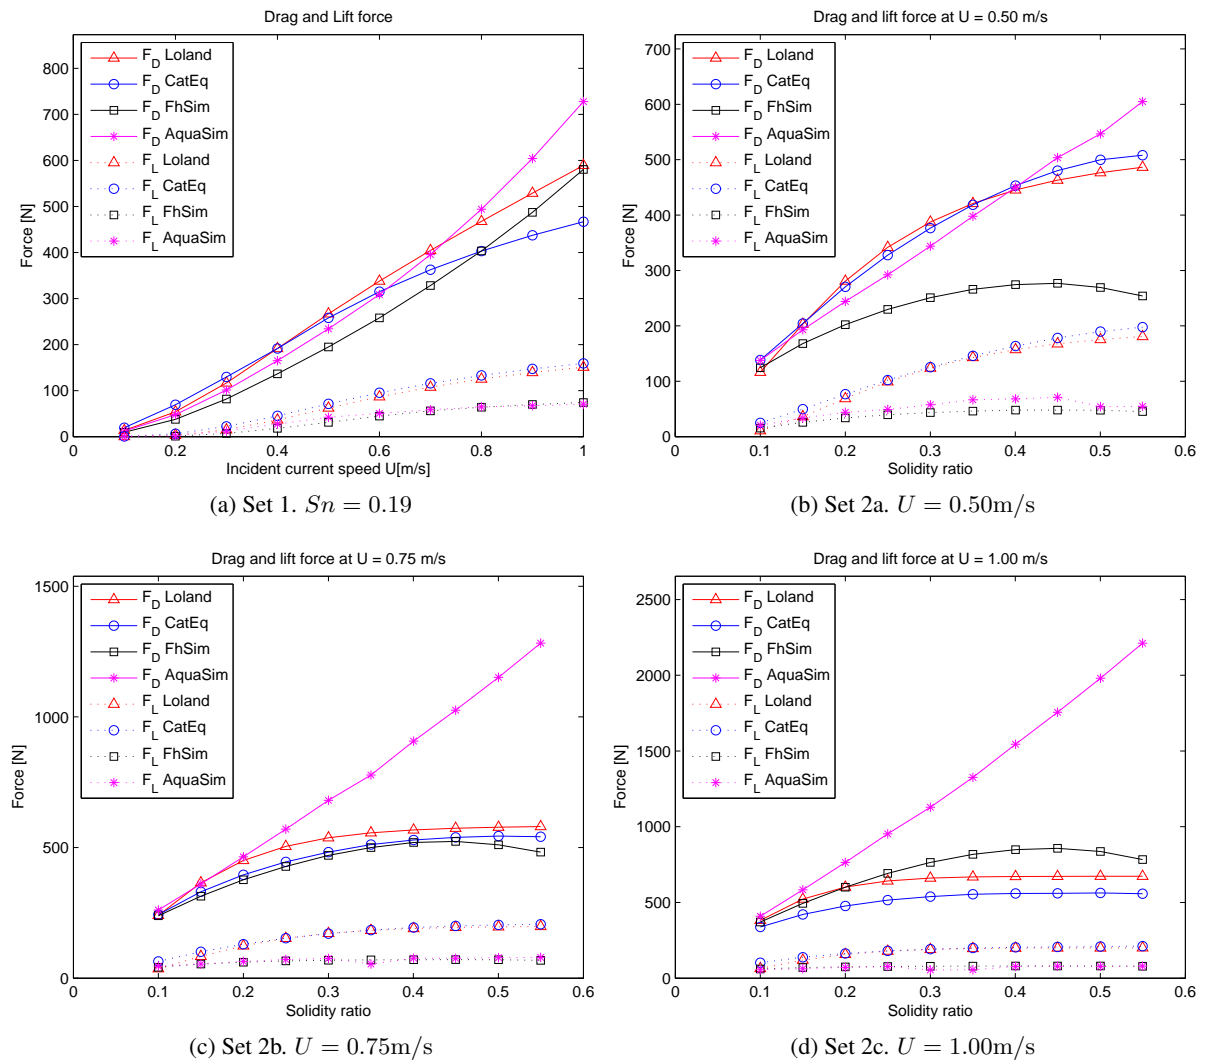 Drag and Lift force
Force [N]
800
700
600
500
400
300
200
100
0
F_D Loland
F_D CatEq
F_D FhSim
F_D AquaSim
F_L Loland
F_L CatEq
F_L FhSim
F_L AquaSim
0 0.2 0.4 0.6 0.8 1
Incident current speed U[m/s]
(a) Set 1. Sn = 0.19
Drag and lift force at U = 0.50 m/s
Force [N]
700
600
500
400
300
200
100
0
F_D Loland
F_D CatEq
F_D FhSim
F_D AquaSim
F_L Loland
F_L CatEq
F_L FhSim
F_L AquaSim
0 0.1 0.2 0.3 0.4 0.5 0.6
Solidity ratio
(b) Set 2a. U = 0.50m/s
Drag and lift force at U = 0.75 m/s
Force [N]
1500
1000
500
0
F_D Loland
F_D CatEq
F_D FhSim
F_D AquaSim
F_L Loland
F_L CatEq
F_L FhSim
F_L AquaSim
0 0.1 0.2 0.3 0.4 0.5 0.6
Solidity ratio
(c) Set 2b. U = 0.75m/s
Drag and lift force at U = 1.00 m/s
Force [N]
2500
2000
1500
1000
500
0
F_D Loland
F_D CatEq
F_D FhSim
F_D AquaSim
F_L Loland
F_L CatEq
F_L FhSim
F_L AquaSim
0 0.1 0.2 0.3 0.4 0.5 0.6
Solidity ratio
(d) Set 2c. U = 1.00m/s